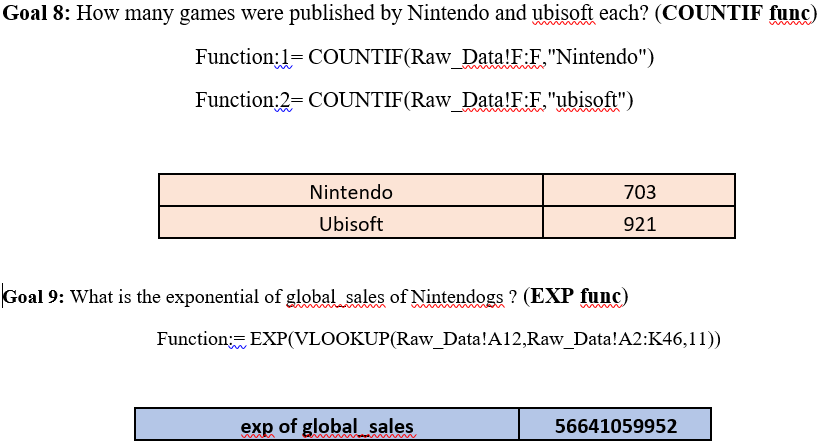 Goal 8: How many games were published by Nintendo and ubisoft each? (COUNTIF func)
Function:1= COUNTIF(Raw_Data!F:F,"Nintendo")
Function:2= COUNTIF(Raw_Data!F:F,"ubisoft")
Nintendo 703
Ubisoft 921
Goal 9: What is the exponential of global_sales of Nintendogs ? (EXP func)
Function:= EXP(VLOOKUP(Raw_Data!A12,Raw_Data!A2:K46,11))
exp of global_sales 56641059952